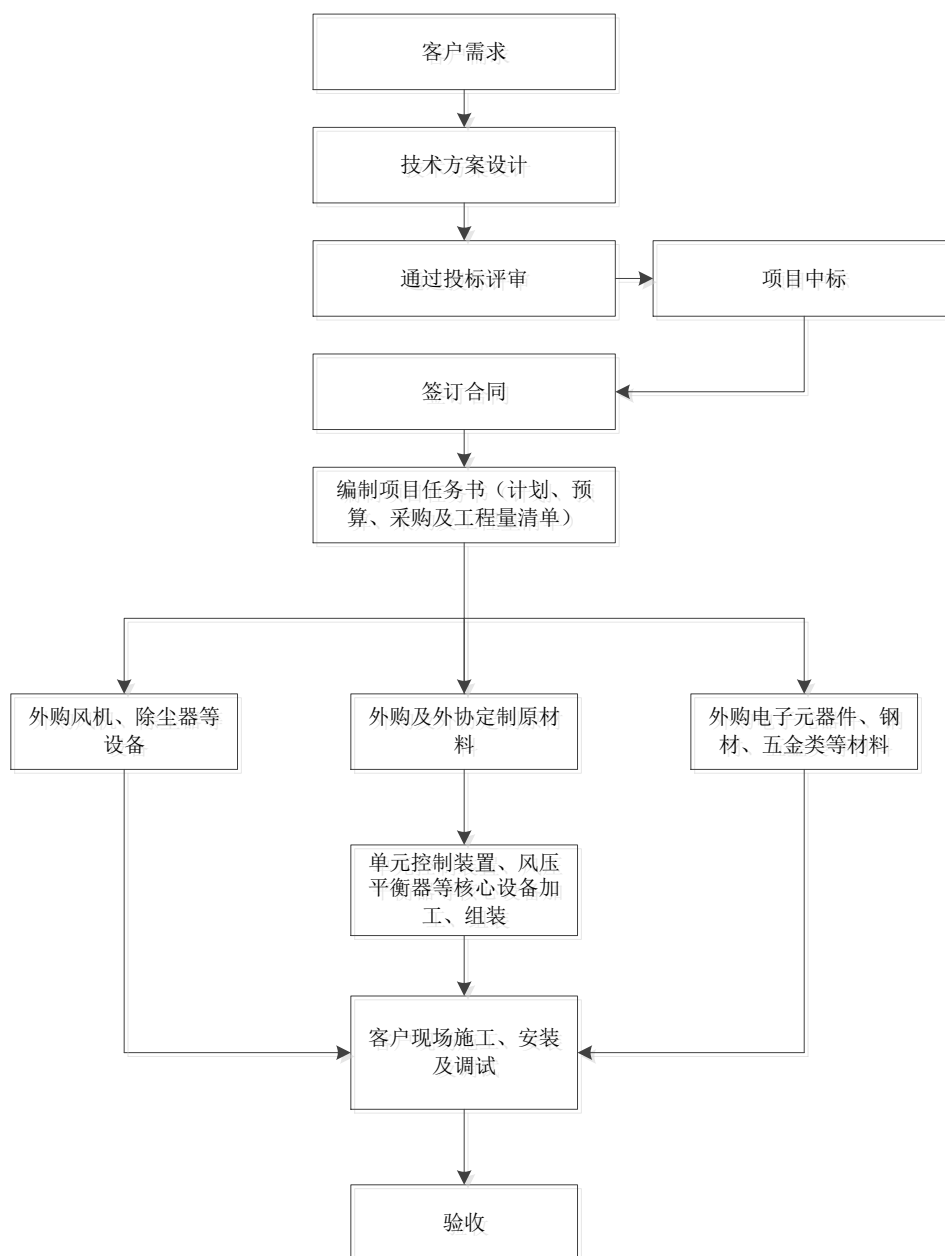 客户需求
技术方案设计
通过投标评审
项目中标
签订合同
编制项目任务书（计划、预
算、采购及工程量清单）
外购风机、除尘器等
设备
外购及外协定制原材
料
外购电子元器件、钢
材、五金类等材料
单元控制装置、风压
平衡器等核心设备加
工、组装
客户现场施工、安装
及调试
验收